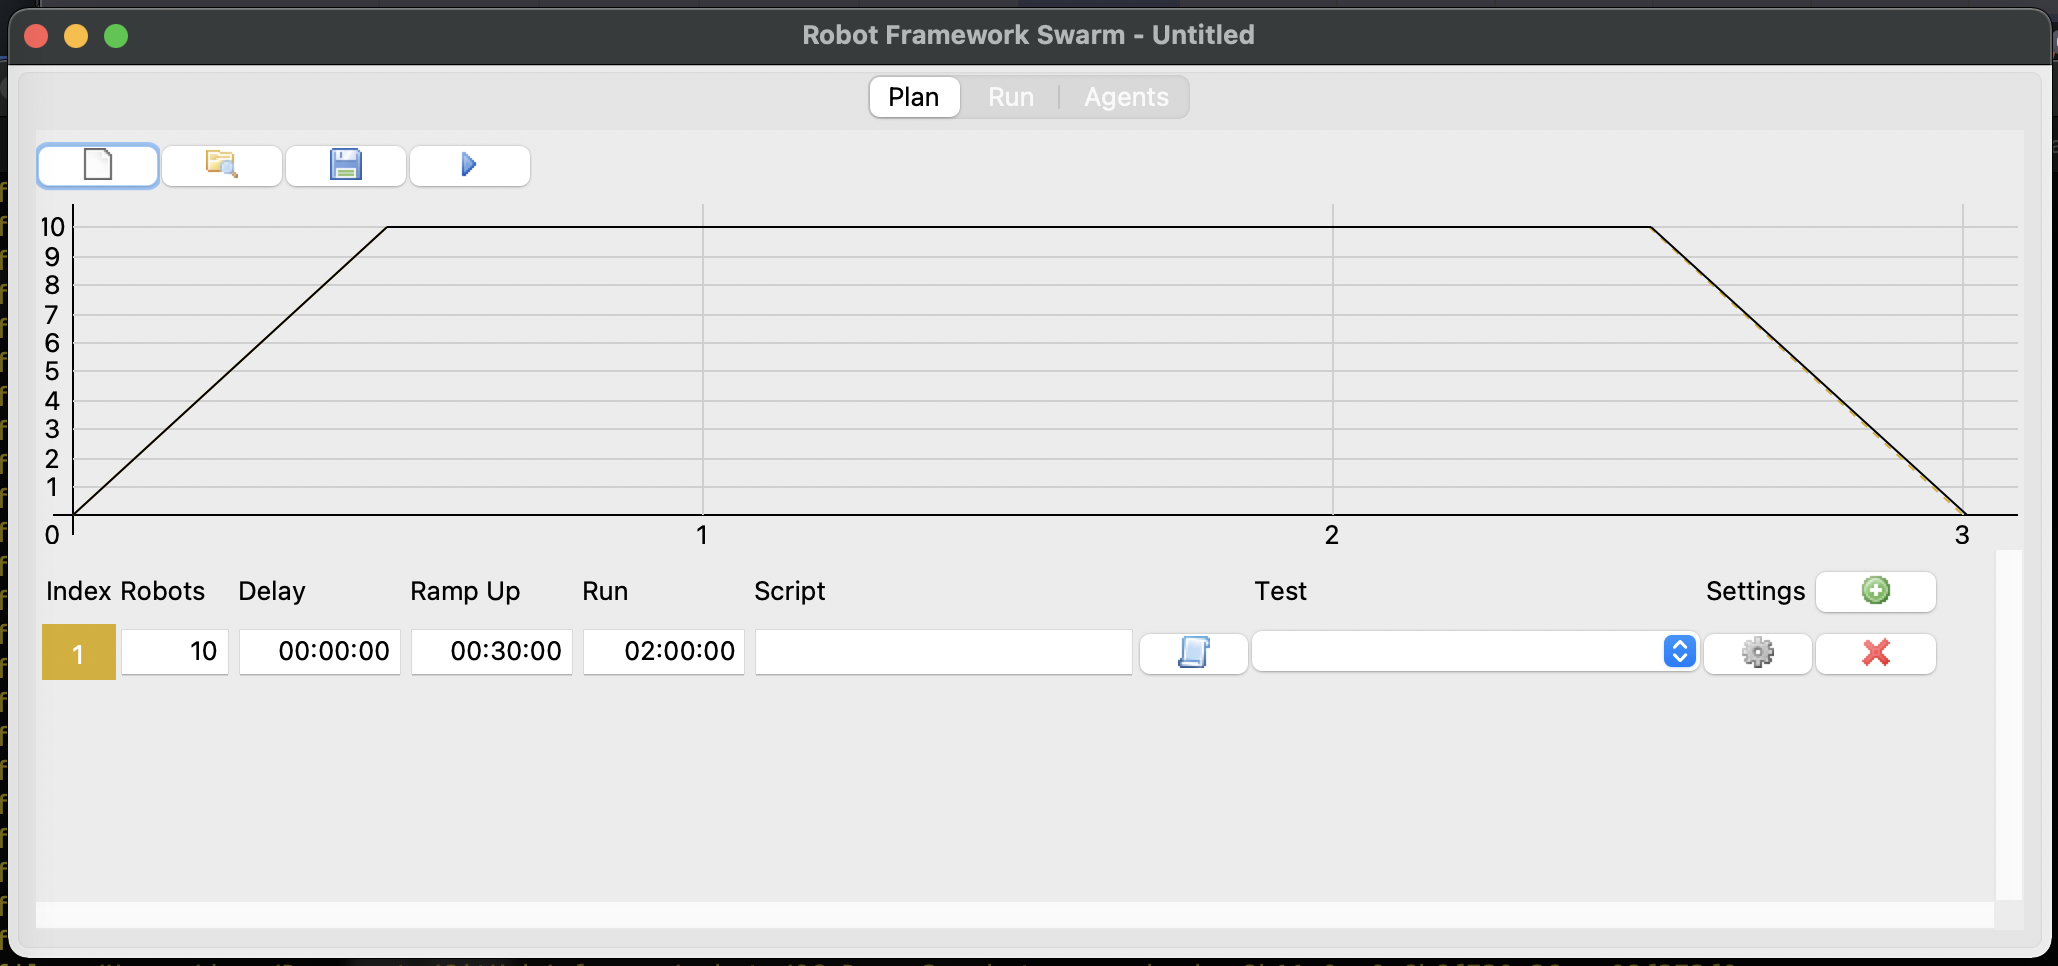 Robot Framework Swarm - Untitled
Plan Run Agents
10
9
8
7
6
5
4
3
2
1
0 1 2 3
Index Robots Delay Ramp Up Run Script Test Settings
1 10 00:00:00 00:30:00 02:00:00